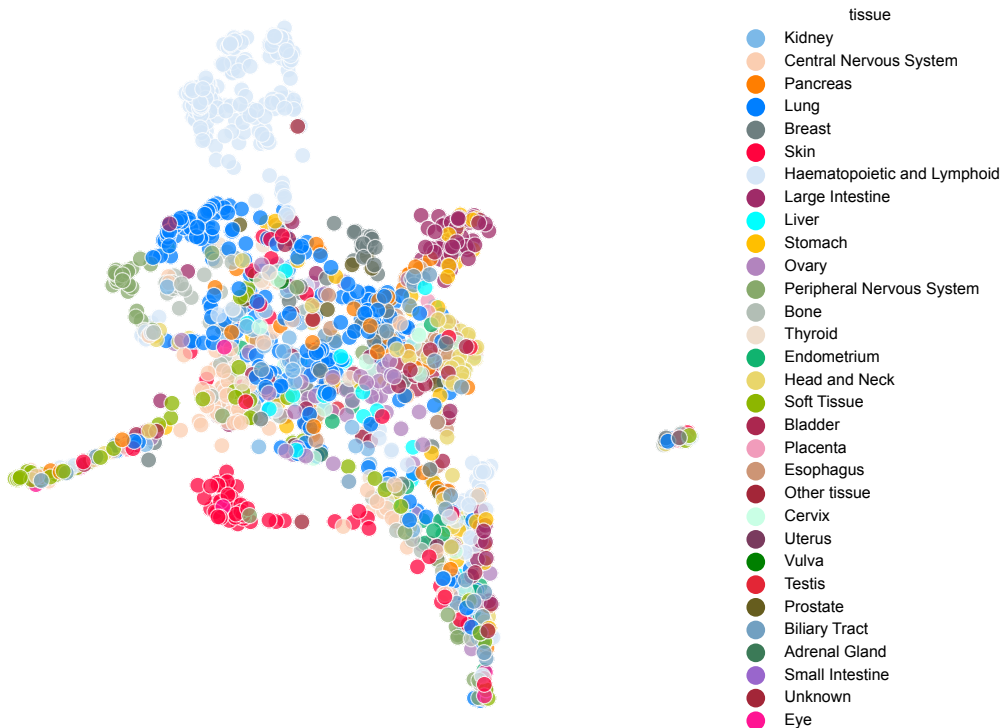 tissue
Kidney
Central Nervous System
Pancreas
Lung
Breast
Skin
Haematopoietic and Lymphoid
Large Intestine
Liver
Stomach
Ovary
Peripheral Nervous System
Bone
Thyroid
Endometrium
Head and Neck
Soft Tissue
Bladder
Placenta
Esophagus
Other tissue
Cervix
Uterus
Vulva
Testis
Prostate
Biliary Tract
Adrenal Gland
Small Intestine
Unknown
Eye